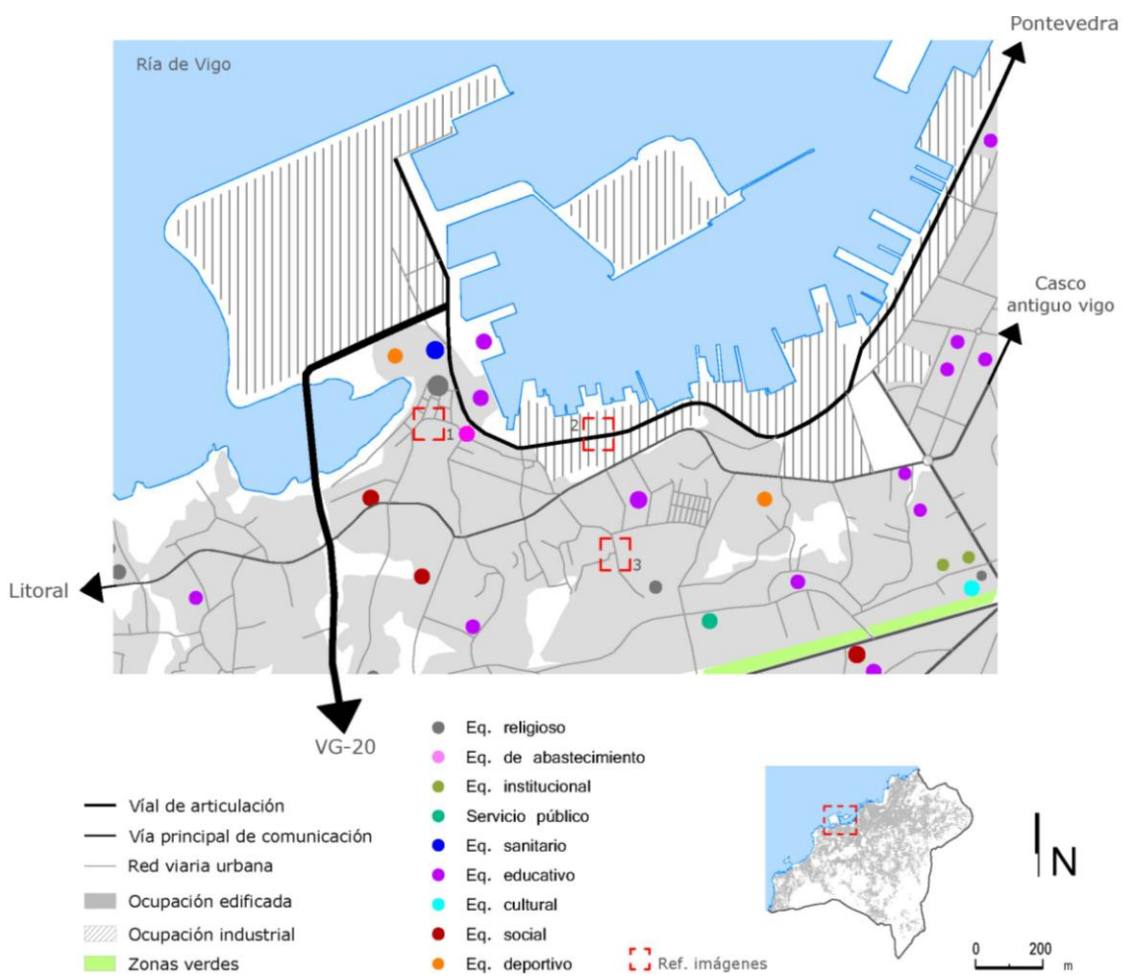 Pontevedra
Ría de Vigo
Casco
antiguo vigo
1
2
3
Litoral
VG-20
Víal de articulación
Vía principal de comunicación
Red viaria urbana
Ocupación edificada
Ocupación industrial
Zonas verdes
Eq. religioso
Eq. de abastecimiento
Eq. institucional
Servicio público
Eq. sanitario
Eq. educativo
Eq. cultural
Eq. social
Eq. deportivo
Ref. imágenes
N
0 200
m